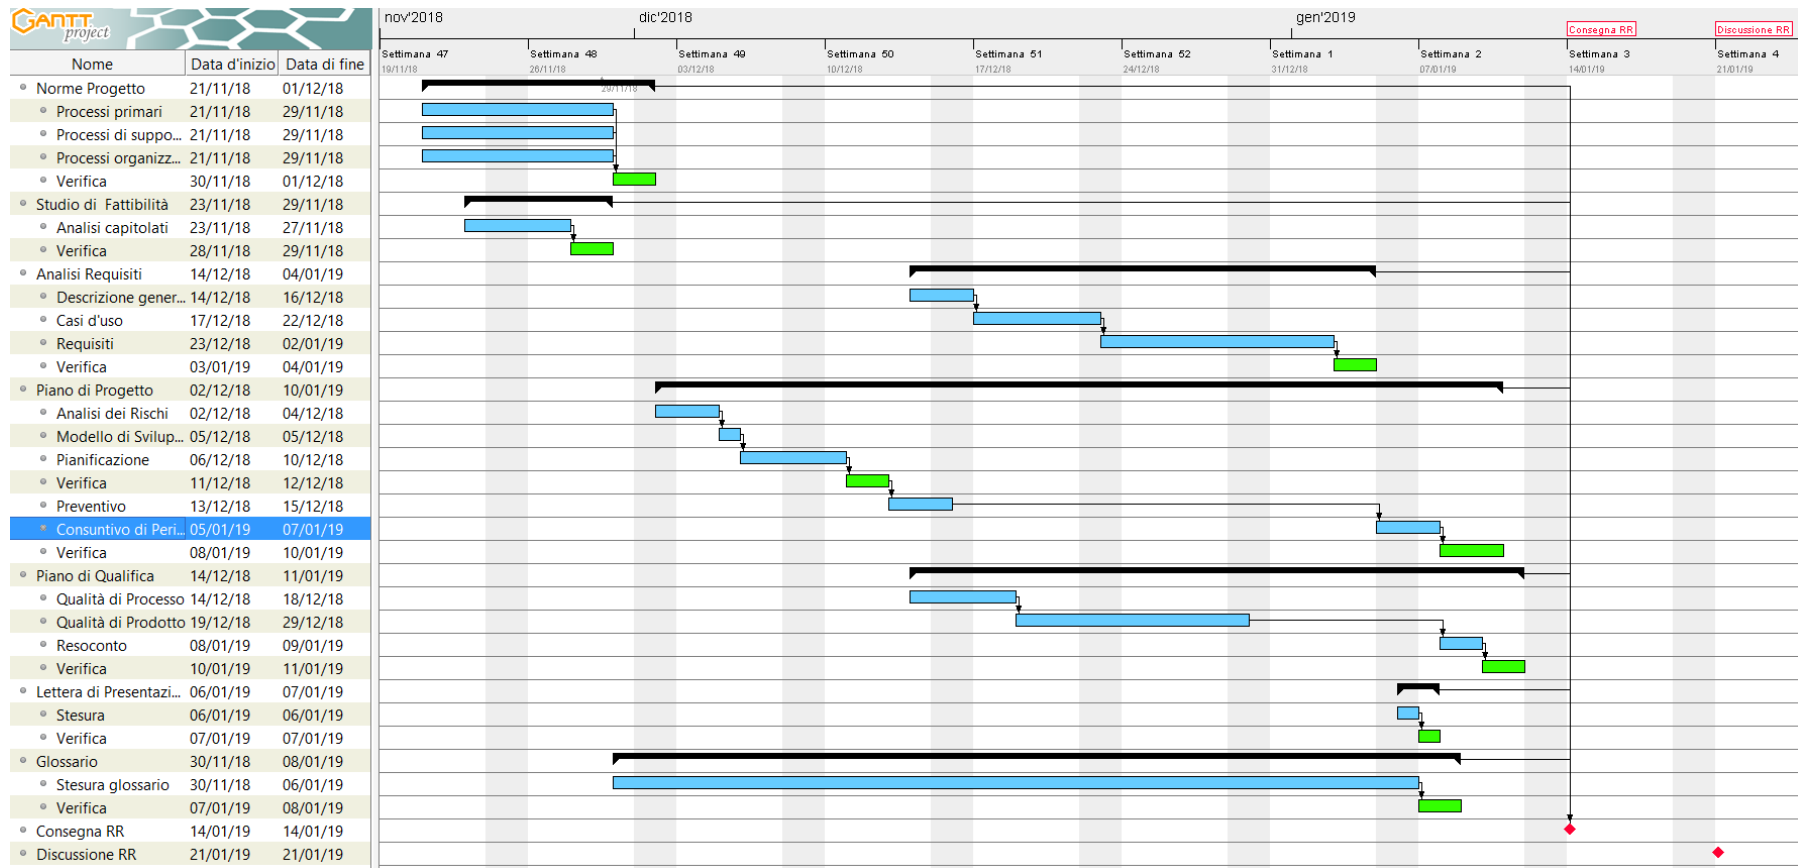 GANTT
project
nov'2018 dic'2018 gen'2019
Consegna RR Discussione RR
Settimana 47 Settimana 48 Settimana 49 Settimana 50 Settimana 51 Settimana 52 Settimana 1 Settimana 2 Settimana 3 Settimana 4
19/11/18 26/11/18 03/12/18 10/12/18 17/12/18 24/12/18 31/12/18 07/01/19 14/01/19 21/01/19
Nome Data d'inizio Data di fine
Norme Progetto 21/11/18 01/12/18
29/11/18
Processi primari 21/11/18 29/11/18
Processi di suppo... 21/11/18 29/11/18
Processi organizz... 21/11/18 29/11/18
Verifica 30/11/18 01/12/18
Studio di Fattibilità 23/11/18 29/11/18
Analisi capitolati 23/11/18 27/11/18
Verifica 28/11/18 29/11/18
Analisi Requisiti 14/12/18 04/01/19
Descrizione gener... 14/12/18 16/12/18
Casi d'uso 17/12/18 22/12/18
Requisiti 23/12/18 02/01/19
Verifica 03/01/19 04/01/19
Piano di Progetto 02/12/18 10/01/19
Analisi dei Rischi 02/12/18 04/12/18
Modello di Svilup... 05/12/18 05/12/18
Pianificazione 06/12/18 10/12/18
Verifica 11/12/18 12/12/18
Preventivo 13/12/18 15/12/18
Consuntivo di Peri... 05/01/19 07/01/19
Verifica 08/01/19 10/01/19
Piano di Qualifica 14/12/18 11/01/19
Qualità di Processo 14/12/18 18/12/18
Qualità di Prodotto 19/12/18 29/12/18
Resoconto 08/01/19 09/01/19
Verifica 10/01/19 11/01/19
Lettera di Presentazi... 06/01/19 07/01/19
Stesura 06/01/19 06/01/19
Verifica 07/01/19 07/01/19
Glossario 30/11/18 08/01/19
Stesura glossario 30/11/18 06/01/19
Verifica 07/01/19 08/01/19
Consegna RR 14/01/19 14/01/19
Discussione RR 21/01/19 21/01/19